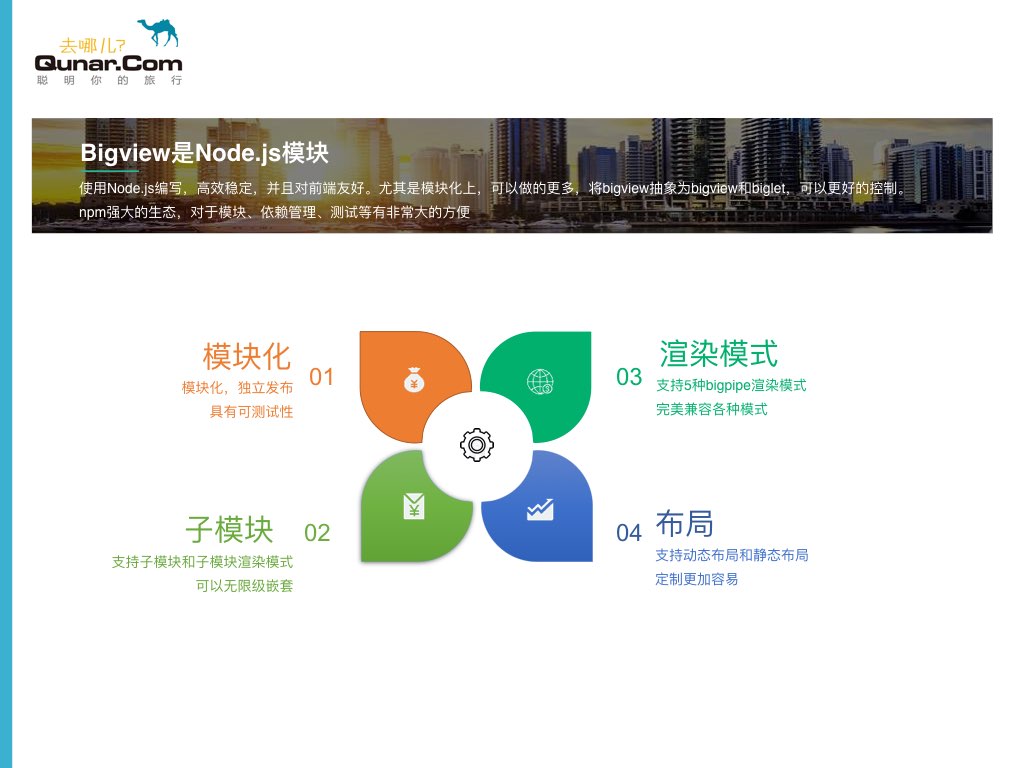 去哪儿?
Qunar.Com
聪明你的旅行
Bigview是Node.js模块
使用Node.js编写，高效稳定，并且对前端友好。尤其是模块化上，可以做的更多，将bigview抽象为bigview和biglet，可以更好的控制。
npm强大的生态，对于模块、依赖管理、测试等有非常大的方便
模块化
01
模块化，独立发布
具有可测试性
渲染模式
03
支持5种bigpipe渲染模式
完美兼容各种模式
子模块
02
支持子模块和子模块渲染模式
可以无限级嵌套
布局
04
支持动态布局和静态布局
定制更加容易